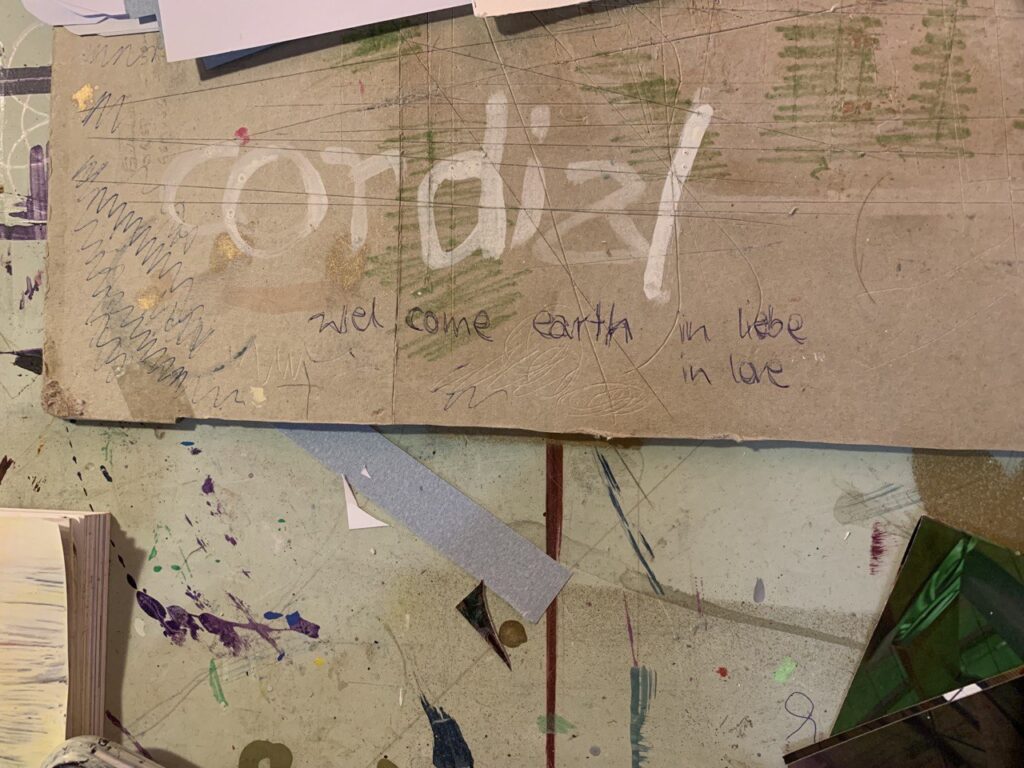 cordial
wel come earth in liebe
in love